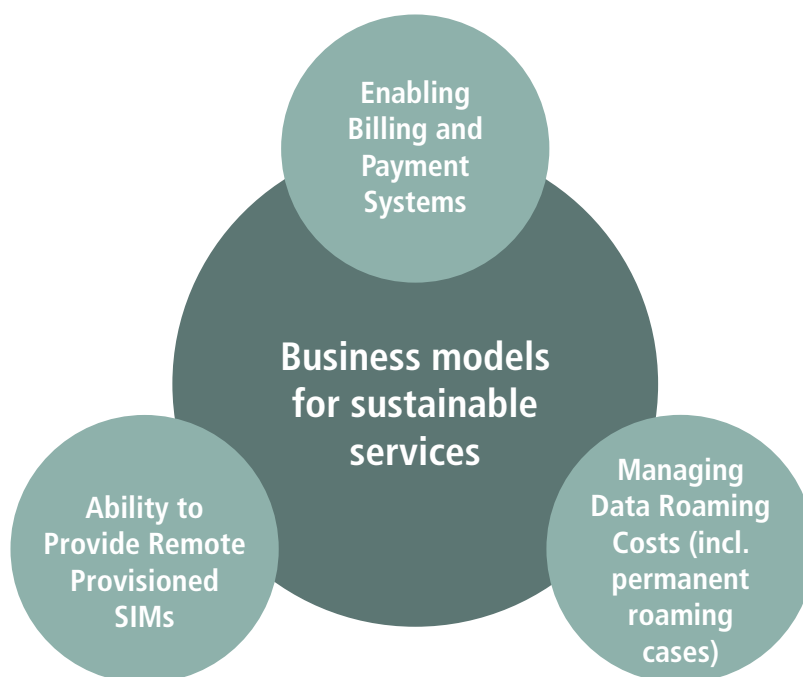 Enabling
Billing and
Payment
Systems
Business models
for sustainable
services
Ability to
Provide Remote
Provisioned
SIMs
Managing
Data Roaming
Costs (incl.
permanent
roaming
cases)